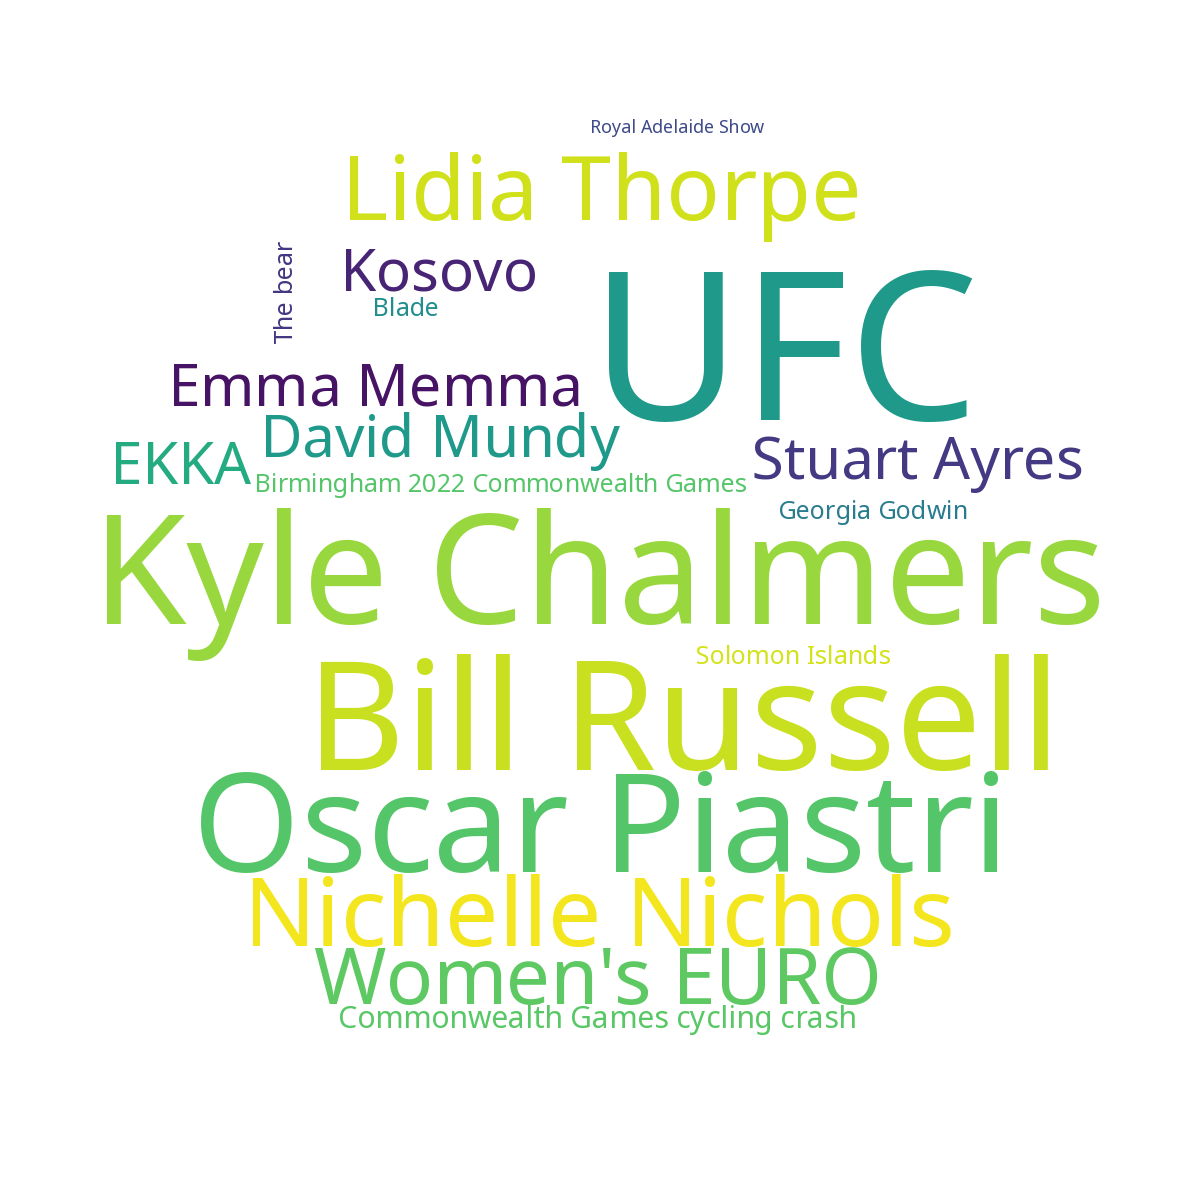 Royal Adelaide Show
Lidia Thorpe
The bear
Kosovo
Blade
UFC
Emma Memma
David Mundy
EKKA
Stuart Ayres
Birmingham 2022 Commonwealth Games
Georgia Godwin
Kyle Chalmers
Solomon Islands
Bill Russell
Oscar Piastri
Nichelle Nichols
Women's EURO
Commonwealth Games cycling crash